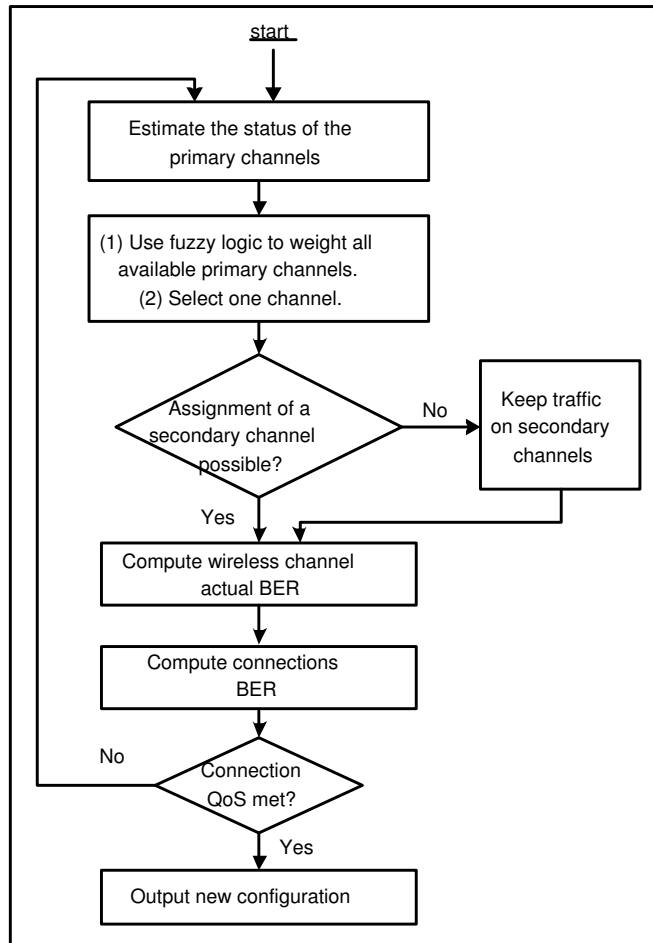 start
Estimate the status of the
primary channels
(1) Use fuzzy logic to weight all
available primary channels.
(2) Select one channel.
Assignment of a
secondary channel
possible?
No
Keep traffic
on secondary
channels
Yes
Compute wireless channel
actual BER
Compute connections
BER
No
Connection
QoS met?
Yes
Output new configuration